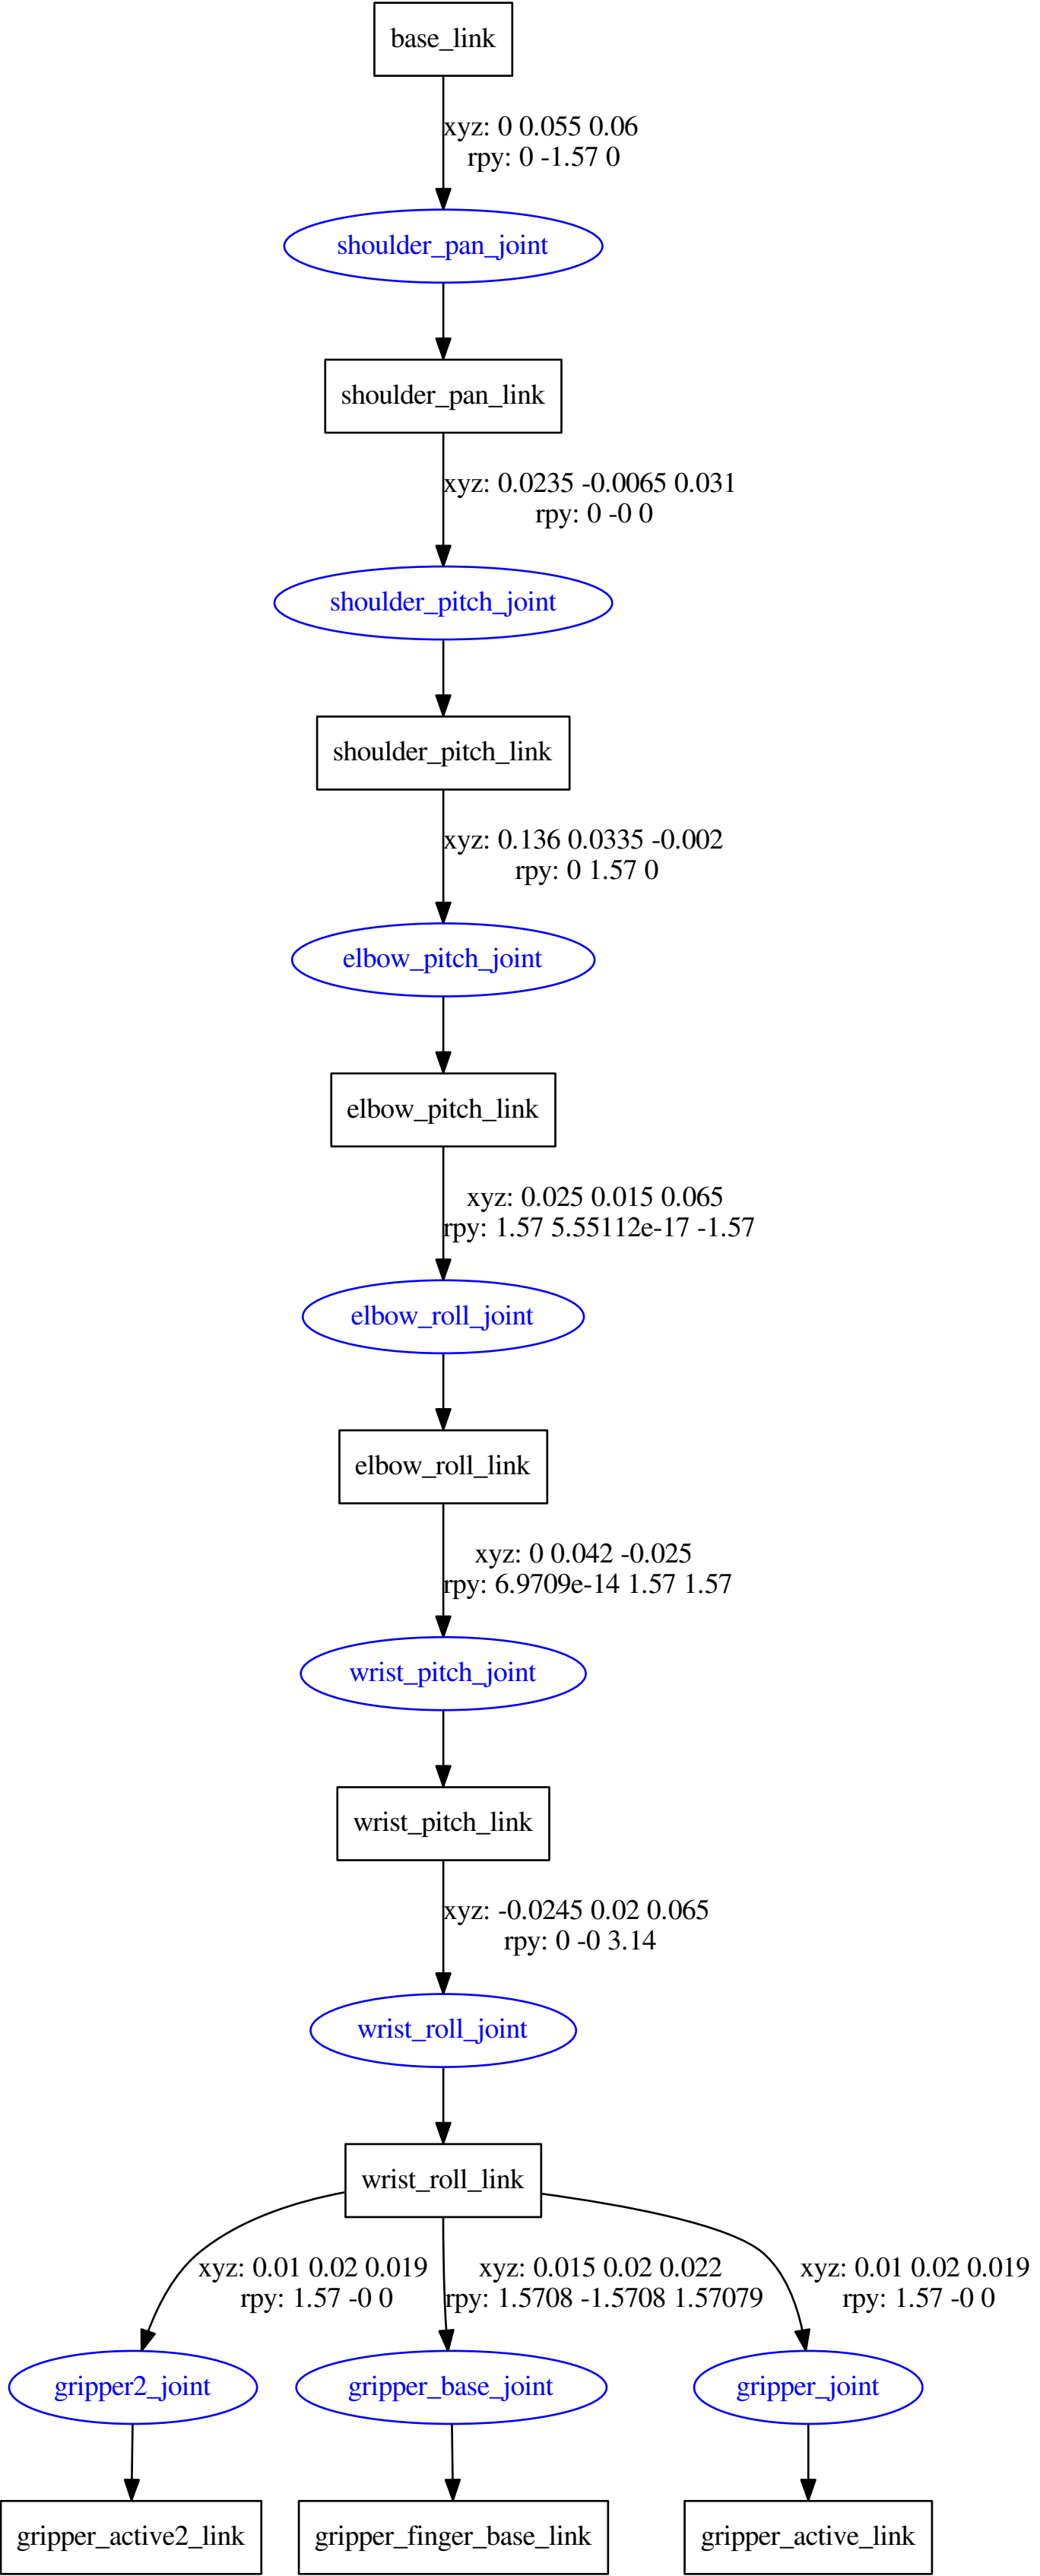 base_link
xyz: 0 0.055 0.06
rpy: 0 -1.57 0
shoulder_pan_joint
shoulder_pan_link
xyz: 0.0235 -0.0065 0.031
rpy: 0 -0 0
shoulder_pitch_joint
shoulder_pitch_link
xyz: 0.136 0.0335 -0.002
rpy: 0 1.57 0
elbow_pitch_joint
elbow_pitch_link
xyz: 0.025 0.015 0.065
rpy: 1.57 5.55112e-17 -1.57
elbow_roll_joint
elbow_roll_link
xyz: 0 0.042 -0.025
rpy: 6.9709e-14 1.57 1.57
wrist_pitch_joint
wrist_pitch_link
xyz: -0.0245 0.02 0.065
rpy: 0 -0 3.14
wrist_roll_joint
wrist_roll_link
xyz: 0.01 0.02 0.019
rpy: 1.57 -0 0
xyz: 0.015 0.02 0.022
rpy: 1.5708 -1.5708 1.57079
xyz: 0.01 0.02 0.019
rpy: 1.57 -0 0
gripper2_joint
gripper_base_joint
gripper_joint
gripper_active2_link
gripper_finger_base_link
gripper_active_link